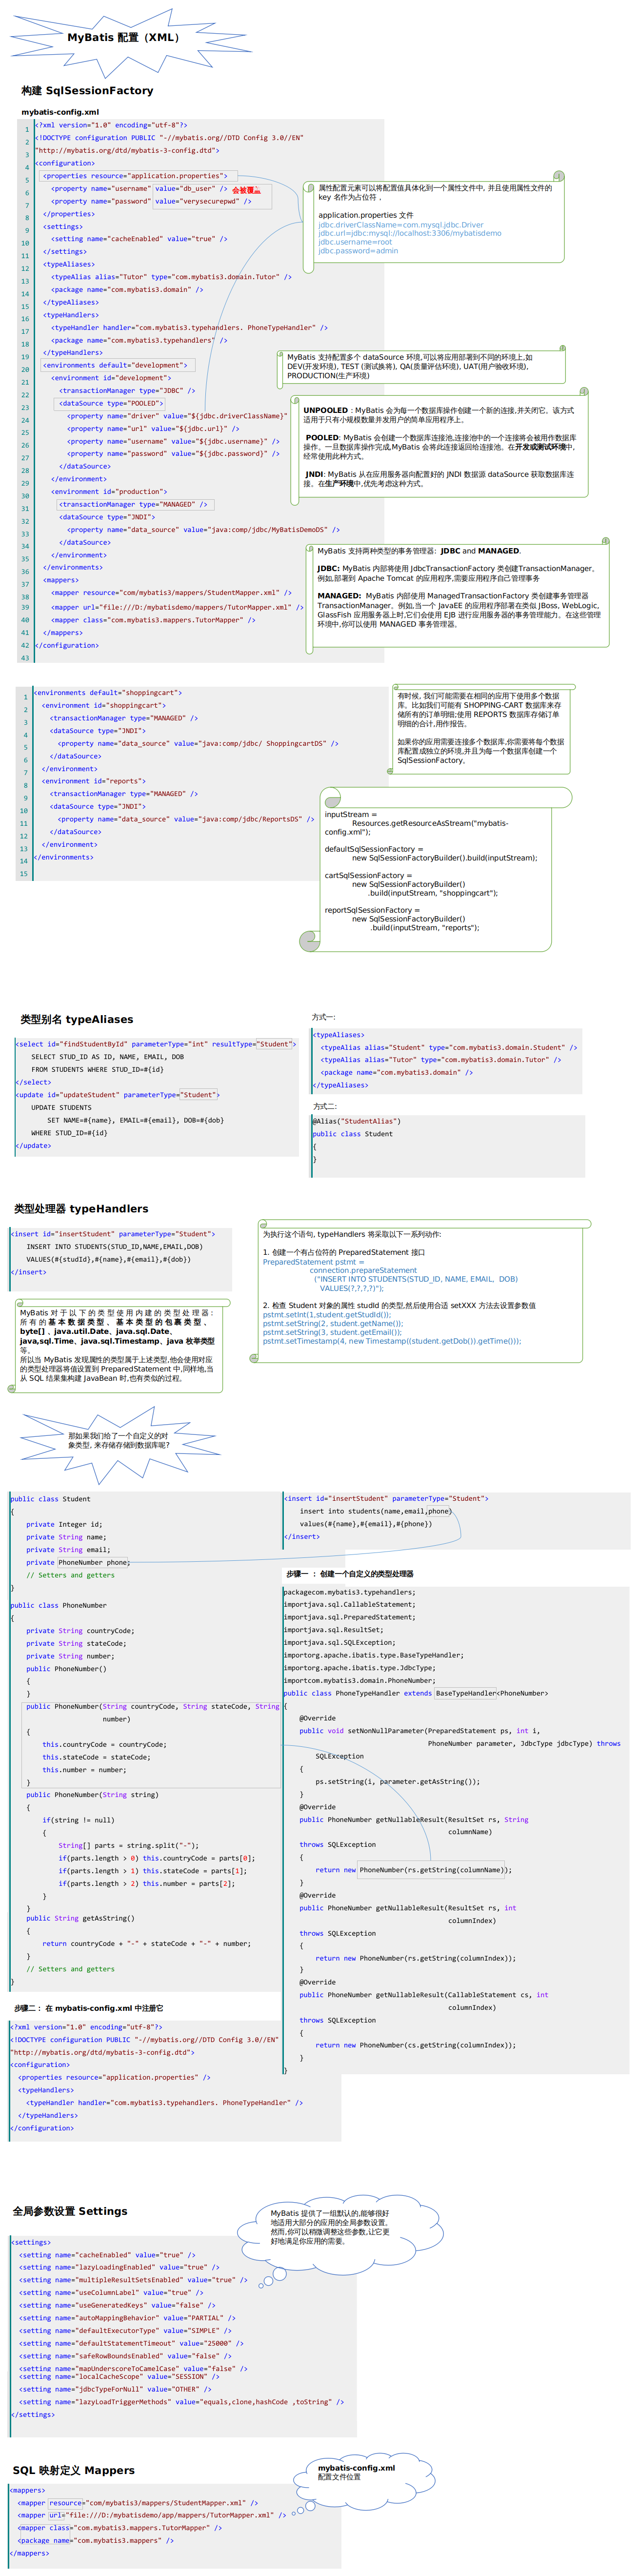 MyBatis 配置（XML）
构建 SqlSessionFactory
mybatis-config.xml
1 <?xml version="1.0" encoding="utf-8"?>
2 <!DOCTYPE configuration PUBLIC "-//mybatis.org//DTD Config 3.0//EN"
3 "http://mybatis.org/dtd/mybatis-3-config.dtd">
4 <configuration>
5 <properties resource="application.properties">
6 <property name="username" value="db_user" /> 会被覆盖
7 <property name="password" value="verysecurepwd" />
8 </properties>
9 <settings>
10 <setting name="cacheEnabled" value="true" />
11 </settings>
12 <typeAliases>
13 <typeAlias alias="Tutor" type="com.mybatis3.domain.Tutor" />
14 <package name="com.mybatis3.domain" />
15 </typeAliases>
16 <typeHandlers>
17 <typeHandler handler="com.mybatis3.typehandlers. PhoneTypeHandler" />
18 <package name="com.mybatis3.typehandlers" />
19 </typeHandlers>
20 <environments default="development">
21 <environment id="development">
22 <transactionManager type="JDBC" />
23 <dataSource type="POOLED">
24 <property name="driver" value="${jdbc.driverClassName}"
25 <property name="url" value="${jdbc.url}" />
26 <property name="username" value="${jdbc.username}" />
27 <property name="password" value="${jdbc.password}" />
28 </dataSource>
29 </environment>
30 <environment id="production">
31 <transactionManager type="MANAGED" />
32 <dataSource type="JNDI">
33 <property name="data_source" value="java:comp/jdbc/MyBatisDemoDS" />
34 </dataSource>
35 </environment>
36 </environments>
37 <mappers>
38 <mapper resource="com/mybatis3/mappers/StudentMapper.xml" />
39 <mapper url="file:///D:/mybatisdemo/mappers/TutorMapper.xml" />
40 <mapper class="com.mybatis3.mappers.TutorMapper" />
41 </mappers>
42 </configuration>
43
属性配置元素可以将配置值具体化到一个属性文件中, 并且使用属性文件的
key 名作为占位符 ,
application.properties 文件
jdbc.driverClassName=com.mysql.jdbc.Driver
jdbc.url=jdbc:mysql://localhost:3306/mybatisdemo
jdbc.username=root
jdbc.password=admin
MyBatis 支持配置多个 dataSource 环境,可以将应用部署到不同的环境上,如
DEV(开发环境), TEST (测试换将), QA(质量评估环境), UAT(用户验收环境),
PRODUCTION(生产环境)
UNPOOLED : MyBatis 会为每一个数据库操作创建一个新的连接,并关闭它。该方式
适用于只有小规模数量并发用户的简单应用程序上。
POOLED: MyBatis 会创建一个数据库连接池,连接池中的一个连接将会被用作数据库操
作。一旦数据库操作完成,MyBatis 会将此连接返回给连接池。在开发或测试环境中,
经常使用此种方式。
JNDI: MyBatis 从在应用服务器向配置好的 JNDI 数据源 dataSource 获取数据库连
接。在生产环境中,优先考虑这种方式。
MyBatis 支持两种类型的事务管理器:  JDBC and MANAGED.
JDBC: MyBatis 内部将使用 JdbcTransactionFactory 类创建TransactionManager。
例如,部署到 Apache Tomcat 的应用程序,需要应用程序自己管理事务
MANAGED:  MyBatis 内部使用 ManagedTransactionFactory 类创建事务管理器
TransactionManager。例如,当一个 JavaEE 的应用程序部署在类似 JBoss, WebLogic,
GlassFish 应用服务器上时,它们会使用 EJB 进行应用服务器的事务管理能力。在这些管理
环境中,你可以使用 MANAGED 事务管理器。
1 <environments default="shoppingcart">
2 <environment id="shoppingcart">
3 <transactionManager type="MANAGED" />
4 <dataSource type="JNDI">
5 <property name="data_source" value="java:comp/jdbc/ ShoppingcartDS" />
6 </dataSource>
7 </environment>
8 <environment id="reports">
9 <transactionManager type="MANAGED" />
10 <dataSource type="JNDI">
11 <property name="data_source" value="java:comp/jdbc/ReportsDS" />
12 </dataSource>
13 </environment>
14 </environments>
15
有时候, 我们可能需要在相同的应用下使用多个数据
库。比如我们可能有 SHOPPING-CART 数据库来存
储所有的订单明细;使用 REPORTS 数据库存储订单
明细的合计,用作报告。
如果你的应用需要连接多个数据库,你需要将每个数据
库配置成独立的环境,并且为每一个数据库创建一个
SqlSessionFactory。
inputStream =
Resources.getResourceAsStream("mybatis-
config.xml");
defaultSqlSessionFactory =
new SqlSessionFactoryBuilder().build(inputStream);
cartSqlSessionFactory =
new SqlSessionFactoryBuilder()
.build(inputStream, "shoppingcart");
reportSqlSessionFactory =
new SqlSessionFactoryBuilder()
.build(inputStream, "reports");
类型别名 typeAliases
<select id="findStudentById" parameterType="int" resultType="Student">
SELECT STUD_ID AS ID, NAME, EMAIL, DOB
FROM STUDENTS WHERE STUD_ID=#{id}
</select>
<update id="updateStudent" parameterType="Student">
UPDATE STUDENTS
SET NAME=#{name}, EMAIL=#{email}, DOB=#{dob}
WHERE STUD_ID=#{id}
</update>
方式一:
<typeAliases>
<typeAlias alias="Student" type="com.mybatis3.domain.Student" />
<typeAlias alias="Tutor" type="com.mybatis3.domain.Tutor" />
<package name="com.mybatis3.domain" />
</typeAliases>
方式二:
@Alias("StudentAlias")
public class Student
{
}
类型处理器 typeHandlers
<insert id="insertStudent" parameterType="Student">
INSERT INTO STUDENTS(STUD_ID,NAME,EMAIL,DOB)
VALUES(#{studId},#{name},#{email},#{dob})
</insert>
MyBatis 对于以下的类型使用内建的类型处理器:
所有的基本数据类型、基本类型的包裹类型、
byte[] 、java.util.Date、java.sql.Date、
java,sql.Time、java.sql.Timestamp、java 枚举类型
等。
所以当 MyBatis 发现属性的类型属于上述类型,他会使用对应
的类型处理器将值设置到 PreparedStatement 中,同样地,当
从 SQL 结果集构建 JavaBean 时,也有类似的过程。
为执行这个语句, typeHandlers 将采取以下一系列动作:
1. 创建一个有占位符的 PreparedStatement 接口
PreparedStatement pstmt =
connection.prepareStatement
("INSERT INTO STUDENTS(STUD_ID, NAME, EMAIL,  DOB)
VALUES(?,?,?,?)");
2. 检查 Student 对象的属性 studId 的类型,然后使用合适 setXXX 方法去设置参数值
pstmt.setInt(1,student.getStudId());
pstmt.setString(2, student.getName());
pstmt.setString(3, student.getEmail());
pstmt.setTimestamp(4, new Timestamp((student.getDob()).getTime()));
那如果我们给了一个自定义的对
象类型, 来存储存储到数据库呢?
public class Student
{
private Integer id;
private String name;
private String email;
private PhoneNumber phone;
// Setters and getters
}
public class PhoneNumber
{
private String countryCode;
private String stateCode;
private String number;
public PhoneNumber()
{
}
public PhoneNumber(String countryCode, String stateCode, String
number)
{
this.countryCode = countryCode;
this.stateCode = stateCode;
this.number = number;
}
public PhoneNumber(String string)
{
if(string != null)
{
String[] parts = string.split("-");
if(parts.length > 0) this.countryCode = parts[0];
if(parts.length > 1) this.stateCode = parts[1];
if(parts.length > 2) this.number = parts[2];
}
}
public String getAsString()
{
return countryCode + "-" + stateCode + "-" + number;
}
// Setters and getters
}
<insert id="insertStudent" parameterType="Student">
insert into students(name,email,phone)
values(#{name},#{email},#{phone})
</insert>
步骤一 ： 创建一个自定义的类型处理器
packagecom.mybatis3.typehandlers;
importjava.sql.CallableStatement;
importjava.sql.PreparedStatement;
importjava.sql.ResultSet;
importjava.sql.SQLException;
importorg.apache.ibatis.type.BaseTypeHandler;
importorg.apache.ibatis.type.JdbcType;
importcom.mybatis3.domain.PhoneNumber;
public class PhoneTypeHandler extends BaseTypeHandler<PhoneNumber>
{
@Override
public void setNonNullParameter(PreparedStatement ps, int i,
PhoneNumber parameter, JdbcType jdbcType) throws
SQLException
{
ps.setString(i, parameter.getAsString());
}
@Override
public PhoneNumber getNullableResult(ResultSet rs, String
columnName)
throws SQLException
{
return new PhoneNumber(rs.getString(columnName));
}
@Override
public PhoneNumber getNullableResult(ResultSet rs, int
columnIndex)
throws SQLException
{
return new PhoneNumber(rs.getString(columnIndex));
}
@Override
public PhoneNumber getNullableResult(CallableStatement cs, int
columnIndex)
throws SQLException
{
return new PhoneNumber(cs.getString(columnIndex));
}
}
步骤二： 在 mybatis-config.xml 中注册它
<?xml version="1.0" encoding="utf-8"?>
<!DOCTYPE configuration PUBLIC "-//mybatis.org//DTD Config 3.0//EN"
"http://mybatis.org/dtd/mybatis-3-config.dtd">
<configuration>
<properties resource="application.properties" />
<typeHandlers>
<typeHandler handler="com.mybatis3.typehandlers. PhoneTypeHandler" />
</typeHandlers>
</configuration>
全局参数设置 Settings
MyBatis 提供了一组默认的,能够很好
地适用大部分的应用的全局参数设置。
然而,你可以稍微调整这些参数,让它更
好地满足你应用的需要。
<settings>
<setting name="cacheEnabled" value="true" />
<setting name="lazyLoadingEnabled" value="true" />
<setting name="multipleResultSetsEnabled" value="true" />
<setting name="useColumnLabel" value="true" />
<setting name="useGeneratedKeys" value="false" />
<setting name="autoMappingBehavior" value="PARTIAL" />
<setting name="defaultExecutorType" value="SIMPLE" />
<setting name="defaultStatementTimeout" value="25000" />
<setting name="safeRowBoundsEnabled" value="false" />
<setting name="mapUnderscoreToCamelCase" value="false" />
<setting name="localCacheScope" value="SESSION" />
<setting name="jdbcTypeForNull" value="OTHER" />
<setting name="lazyLoadTriggerMethods" value="equals,clone,hashCode ,toString" />
</settings>
SQL 映射定义 Mappers
mybatis-config.xml
配置文件位置
<mappers>
<mapper resource="com/mybatis3/mappers/StudentMapper.xml" />
<mapper url="file:///D:/mybatisdemo/app/mappers/TutorMapper.xml" />
<mapper class="com.mybatis3.mappers.TutorMapper" />
<package name="com.mybatis3.mappers" />
</mappers>